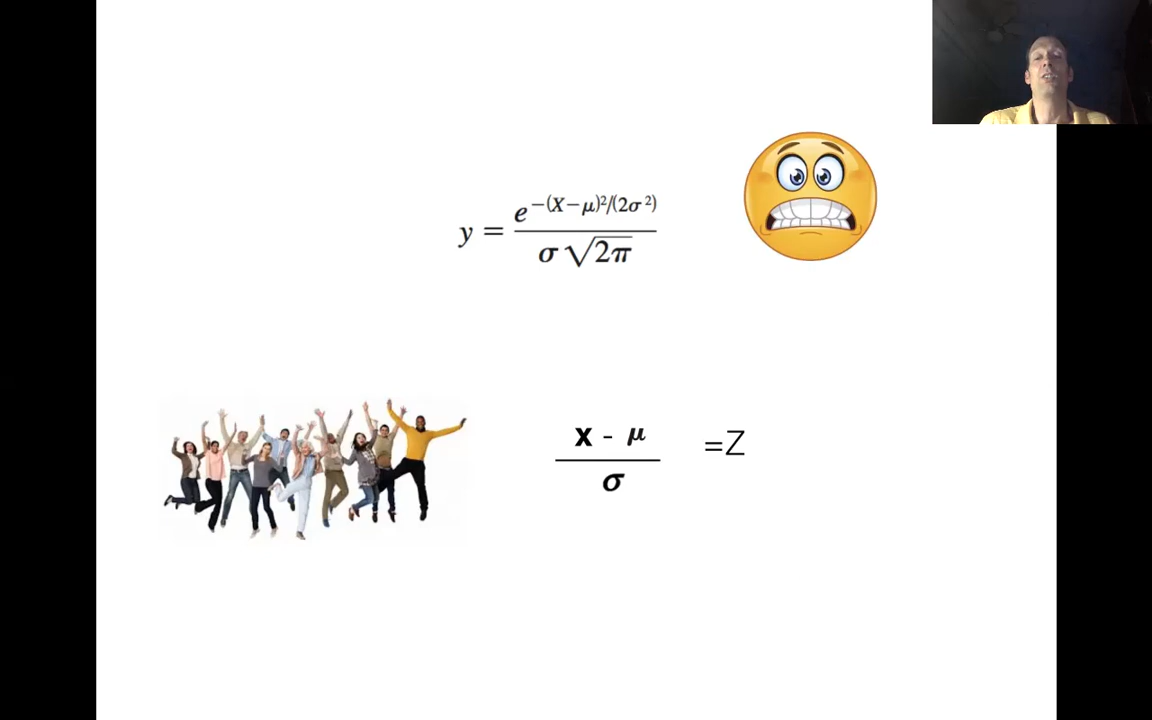 y = e^−(X−μ)²/(2σ²) / σ√2π
x - μ / σ =Z